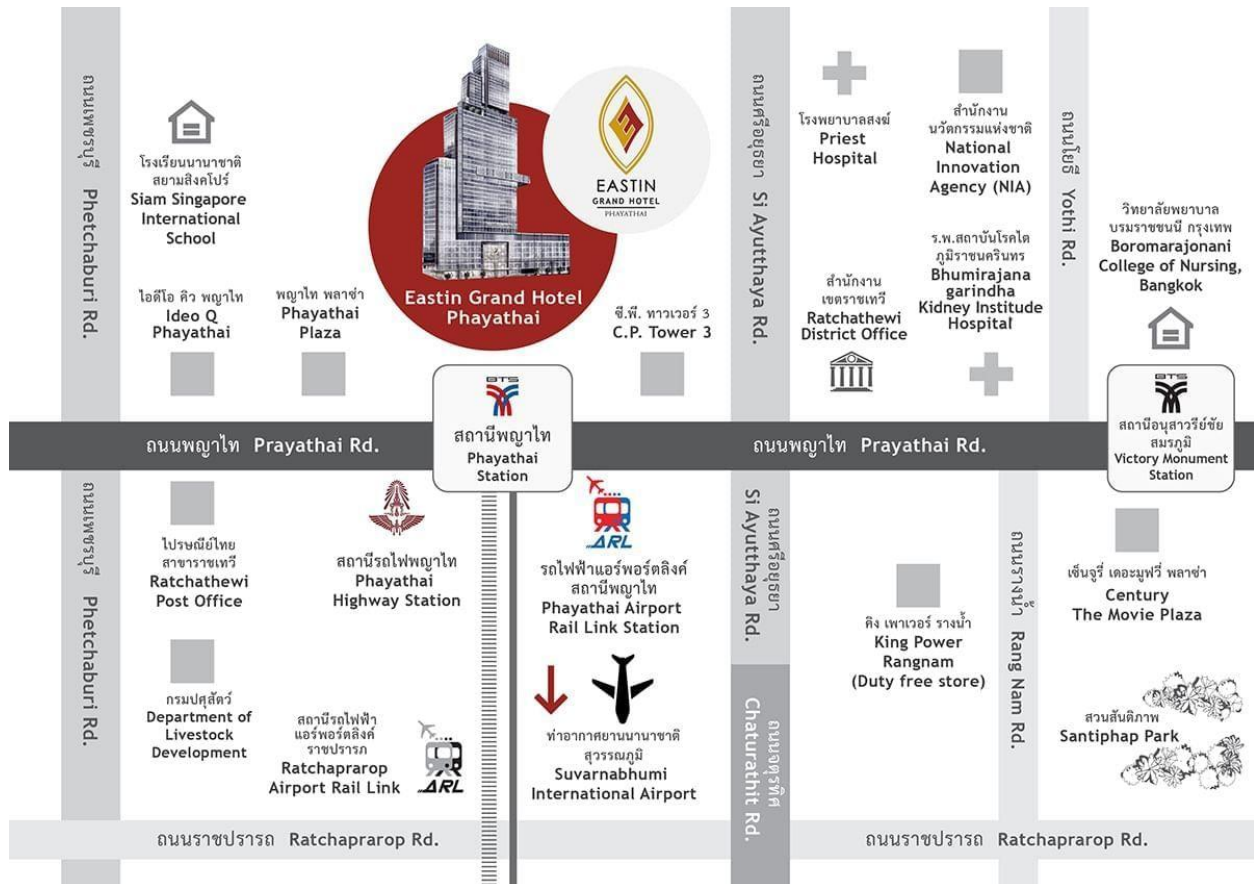 ถนนเพชรบุรี Phetchaburi Rd.
โรงเรียนนานาชาติ
สยามสิงคโปร์
Siam Singapore
International
School
ไอดีโอ คิว พญาไท
Ideo Q
Phayathai
พญาไท พลาซ่า
Phayathai
Plaza
Eastin Grand Hotel
Phayathai
EASTIN
GRAND HOTEL
PHAYATHAI
ซี.พี. ทาวเวอร์ 3
C.P. Tower 3
ถนนศรีอยุธยา Si Ayutthaya Rd.
โรงพยาบาลสงฆ์
Priest
Hospital
สำนักงาน
นวัตกรรมแห่งชาติ
National
Innovation
Agency (NIA)
สำนักงาน
เขตราชเทวี
Ratchathewi
District Office
ร.พ.สถาบันโรคไต
ภูมิราชนครินทร
Bhumirajana
garindha
Kidney Institude
Hospital
ถนนโยธี Yothi Rd.
วิทยาลัยพยาบาล
บรมราชชนนี กรุงเทพ
Boromarajonani
College of Nursing,
Bangkok
ถนนพญาไท Prayathai Rd.
BTS
สถานีพญาไท
Phayathai
Station
ถนนพญาไท Prayathai Rd.
BTS
สถานีอนุสาวรีย์ชัย
สมรภูมิ
Victory Monument
Station
ถนนเพชรบุรี Phetchaburi Rd.
ไปรษณีย์ไทย
สาขาราชเทวี
Ratchathewi
Post Office
สถานีรถไฟพญาไท
Phayathai
Highway Station
ARL
รถไฟฟ้าแอร์พอร์ตลิงค์
สถานีพญาไท
Phayathai Airport
Rail Link Station
ถนนศรีอยุธยา
Si Ayutthaya Rd.
คิง เพาเวอร์ รางน้ำ
King Power
Rangnam
(Duty free store)
ถนนรางน้ำ Rang Nam Rd.
เซ็นจูรี่ เดอะมูฟวี่ พลาซ่า
Century
The Movie Plaza
กรมปศุสัตว์
Department of
Livestock
Development
สถานีรถไฟฟ้า
แอร์พอร์ตลิงค์
ราชปรารภ
Ratchaprarop
Airport Rail Link
ARL
ท่าอากาศยานนานาชาติ
สุวรรณภูมิ
Suvarnabhumi
International Airport
ถนนจตุรทิศ
Chaturathit Rd.
สวนสันติภาพ
Santiphap Park
ถนนราชปรารถ Ratchaprarop Rd.
ถนนราชปรารถ Ratchaprarop Rd.